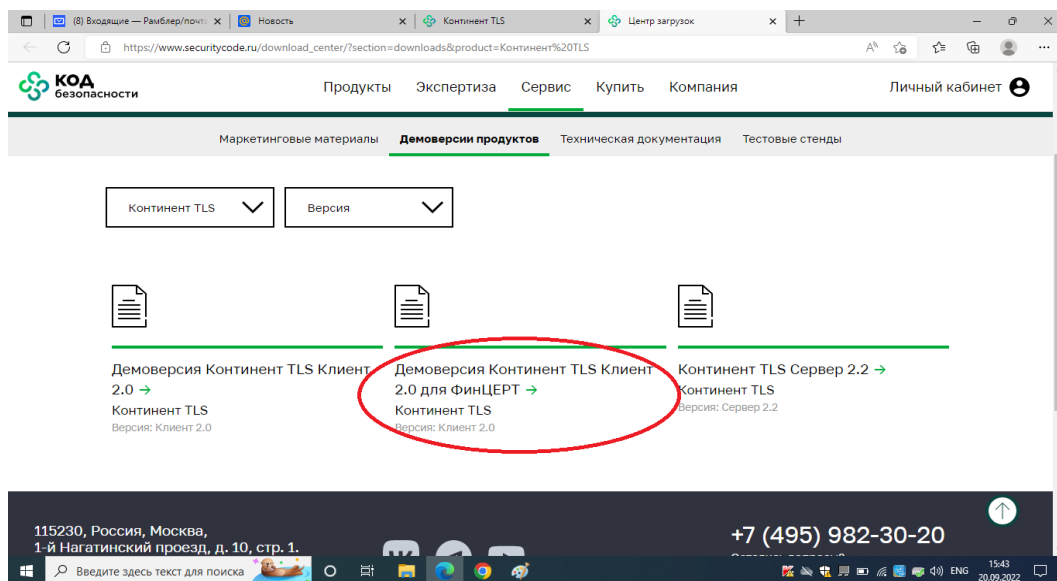 (8) Входящие — Рамблер/почт
Новость
Континент TLS
Центр загрузок
https://www.securitycode.ru/download_center/?section=downloads&product=Континент%20TLS
КОД
безопасности
Продукты Экспертиза Сервис Купить Компания
Личный кабинет
Маркетинговые материалы Демоверсии продуктов Техническая документация Тестовые стенды
Континент TLS
Версия
Демоверсия Континент TLS Клиент
2.0 →
Континент TLS
Версия: Клиент 2.0
Демоверсия Континент TLS Клиент
2.0 для ФинЦЕРТ →
Континент TLS
Версия: Клиент 2.0
Континент TLS Сервер 2.2 →
Континент TLS
Версия: Сервер 2.2
115230, Россия, Москва,
1-й Нагатинский проезд, д. 10, стр. 1.
+7 (495) 982-30-20
Введите здесь текст для поиска
ENG
15:43
20.09.2022